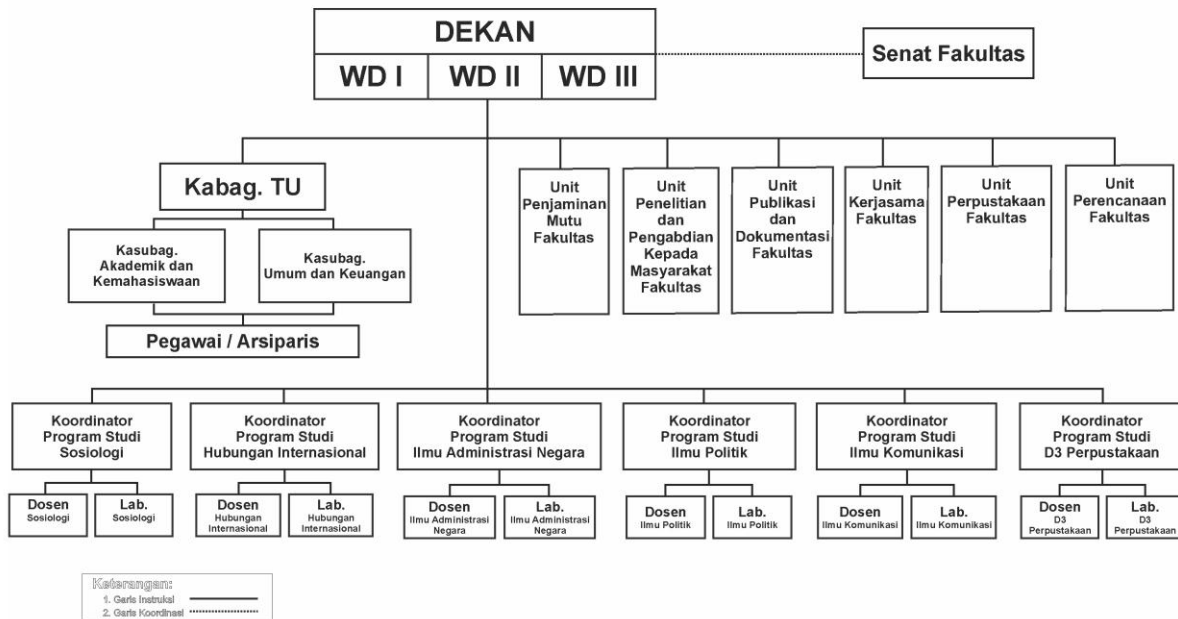 DEKAN
WD I
WD II
WD III
Senat Fakultas
Kabag. TU
Kasubag.
Akademik dan
Kemahasiswaan
Kasubag.
Umum dan Keuangan
Pegawai / Arsiparis
Unit
Penjaminan
Mutu
Fakultas
Unit
Penelitian
dan
Pengabdian
Kepada
Masyarakat
Fakultas
Unit
Publikasi
dan
Dokumentasi
Fakultas
Unit
Kerjasama
Fakultas
Unit
Perpustakaan
Fakultas
Unit
Perencanaan
Fakultas
Koordinator
Program Studi
Sosiologi
Koordinator
Program Studi
Hubungan Internasional
Koordinator
Program Studi
Ilmu Administrasi Negara
Koordinator
Program Studi
Ilmu Politik
Koordinator
Program Studi
Ilmu Komunikasi
Koordinator
Program Studi
D3 Perpustakaan
Dosen
Sosiologi
Lab.
Sosiologi
Dosen
Hubungan
Internasional
Lab.
Hubungan
Internasional
Dosen
Ilmu Administrasi
Negara
Lab.
Ilmu Administrasi
Negara
Dosen
Ilmu Politik
Lab.
Ilmu Politik
Dosen
Ilmu Komunikasi
Lab.
Ilmu Komunikasi
Dosen
D3
Perpustakaan
Lab.
D3
Perpustakaan
Keterangan:
1. Garis Instruksi
2. Garis Koordinasi